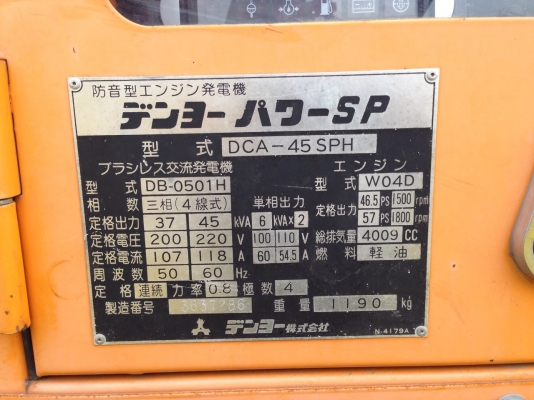 防音型エンジン発電機
デンヨーパワーSP
型式 DCA-45SPH
ブラシレス交流発電機 エンジン
型式 DB-0501H 型式 W04D
相数 三相(4線式) 単相出力 定格出力 46.5 PS 1500 rpm
定格出力 37 45 kVA 6 kVA×2 57 PS 1800 rpm
定格電圧 200 220 V 100 110 V 総排気量 4009 CC
定格電流 107 118 A 60 54.5 A 燃料 軽油
周波数 50 60 Hz
定格 連続 力率 0.8 極数 4
製造番号 重量 1190 kg
デンヨー株式会社 N-4179A